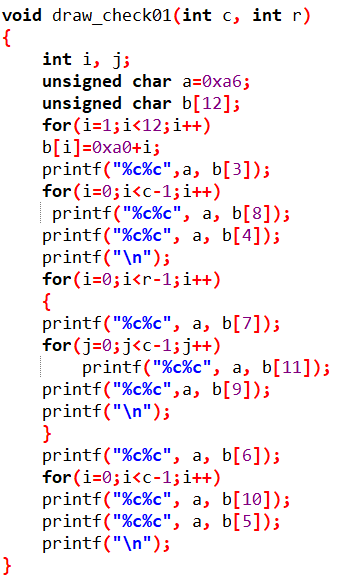 void draw_check01(int c, int r)
{
int i, j;
unsigned char a=0xa6;
unsigned char b[12];
for(i=1;i<12;i++)
b[i]=0xa0+i;
printf("%c%c",a, b[3]);
for(i=0;i<c-1;i++)
printf("%c%c", a, b[8]);
printf("%c%c", a, b[4]);
printf("\n");
for(i=0;i<r-1;i++)
{
printf("%c%c", a, b[7]);
for(j=0;j<c-1;j++)
printf("%c%c", a, b[11]);
printf("%c%c",a, b[9]);
printf("\n");
}
printf("%c%c", a, b[6]);
for(i=0;i<c-1;i++)
printf("%c%c", a, b[10]);
printf("%c%c", a, b[5]);
printf("\n");
}